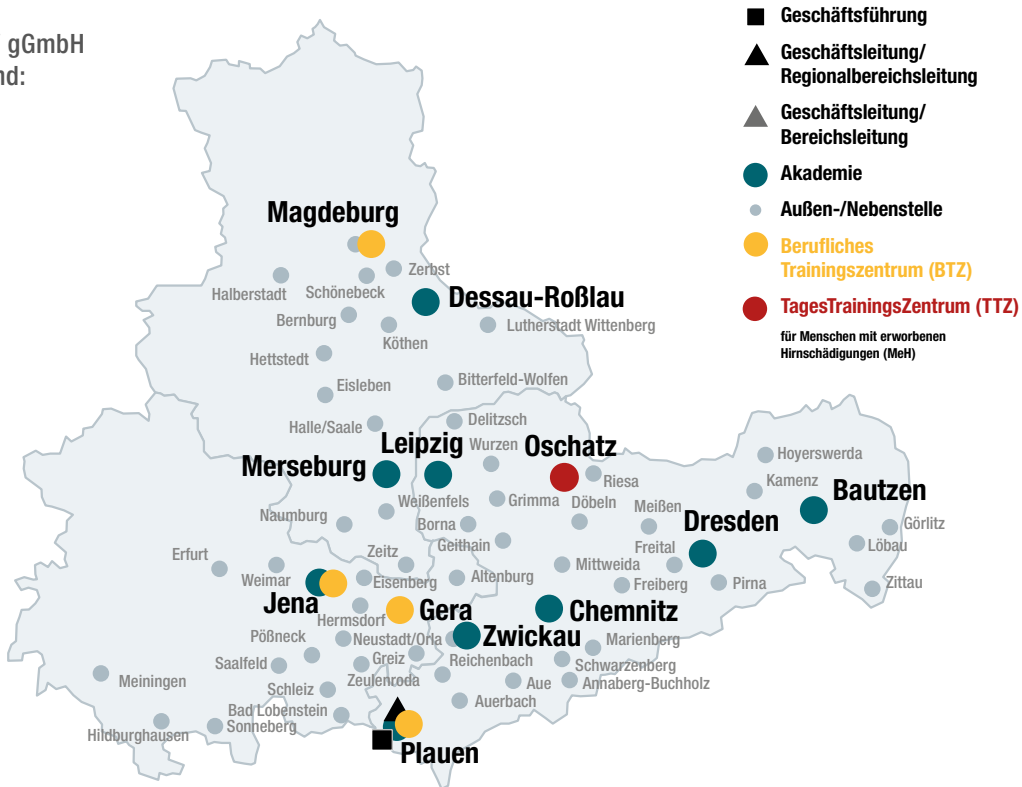 gGmbH
nd:
Geschäftsführung
Geschäftsleitung/
Regionalbereichsleitung
Geschäftsleitung/
Bereichsleitung
Akademie
Außen-/Nebenstelle
Berufliches
Trainingszentrum (BTZ)
TagesTrainingsZentrum (TTZ)
für Menschen mit erworbenen
Hirnschädigungen (MeH)
Magdeburg
Zerbst
Halberstadt
Schönebeck
Dessau-Roßlau
Bernburg
Köthen
Lutherstadt Wittenberg
Hettstedt
Eisleben
Bitterfeld-Wolfen
Halle/Saale
Delitzsch
Leipzig
Wurzen
Oschatz
Hoyerswerda
Merseburg
Riesa
Kamenz
Weißenfels
Grimma
Döbeln
Meißen
Bautzen
Naumburg
Borna
Dresden
Görlitz
Geithain
Freital
Löbau
Erfurt
Zeitz
Mittweida
Weimar
Eisenberg
Altenburg
Freiberg
Pirna
Zittau
Jena
Hermsdorf
Gera
Chemnitz
Pößneck
Neustadt/Orla
Zwickau
Marienberg
Saalfeld
Greiz
Reichenbach
Schwarzenberg
Meiningen
Zeulenroda
Aue
Annaberg-Buchholz
Schleiz
Auerbach
Bad Lobenstein
Sonneberg
Hildburghausen
Plauen